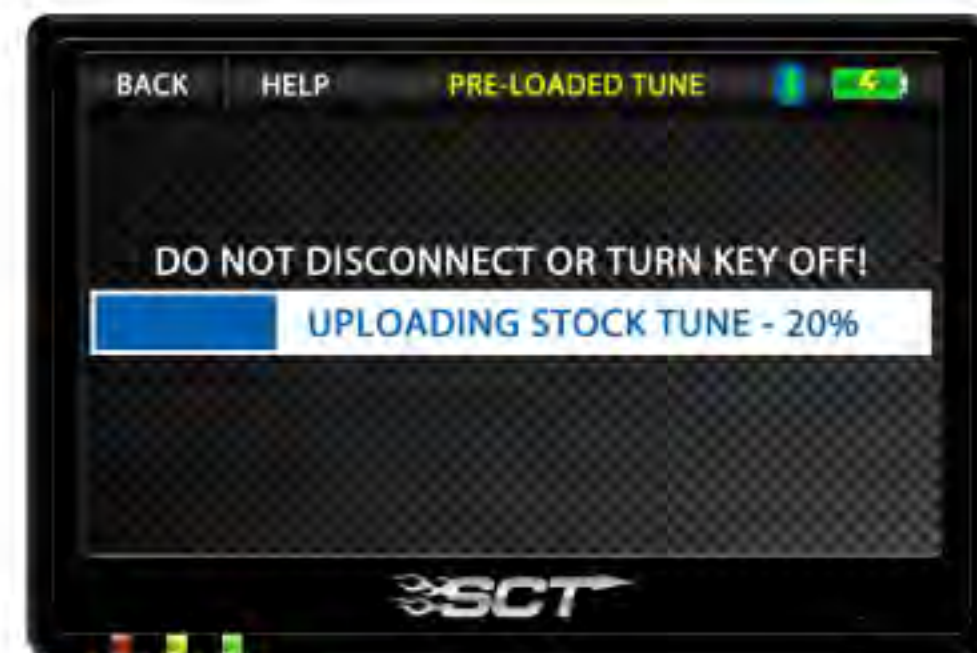 BACK HELP PRE-LOADED TUNE
DO NOT DISCONNECT OR TURN KEY OFF!
UPLOADING STOCK TUNE - 20%
SCT